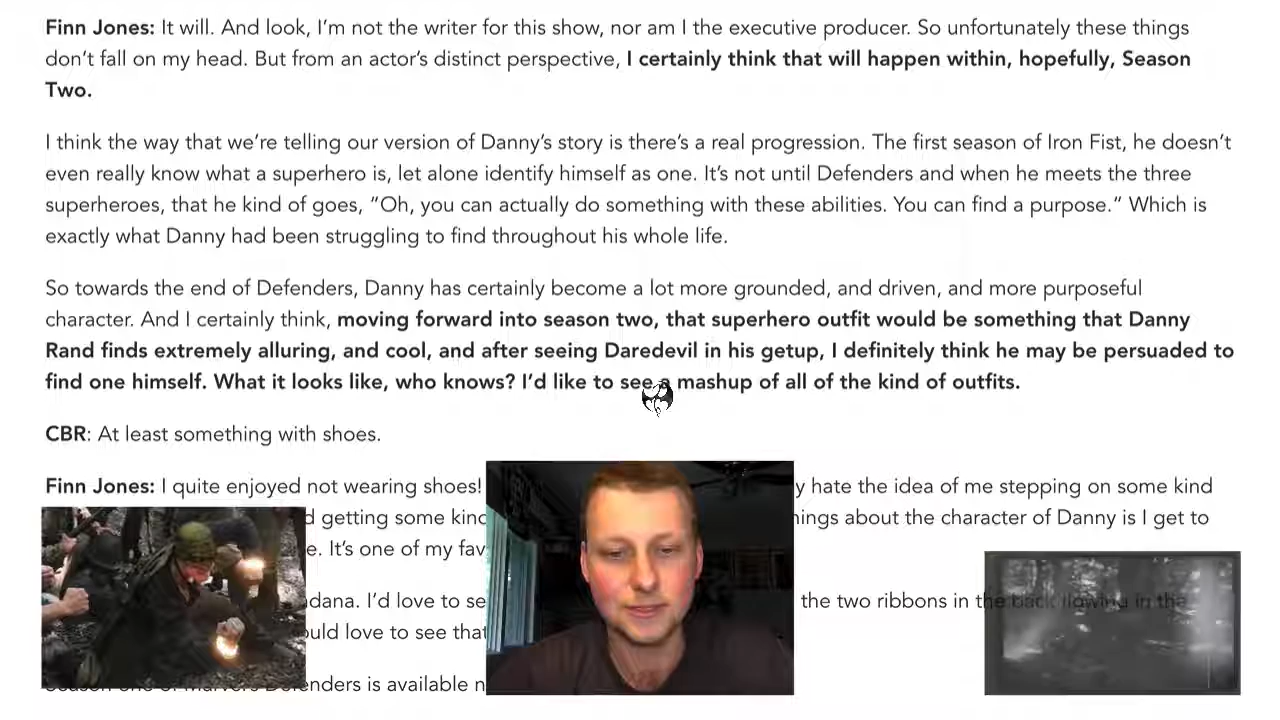 Finn Jones: It will. And look, I’m not the writer for this show, nor am I the executive producer. So unfortunately these things
don’t fall on my head. But from an actor’s distinct perspective, I certainly think that will happen within, hopefully, Season
Two.
I think the way that we’re telling our version of Danny’s story is there’s a real progression. The first season of Iron Fist, he doesn’t
even really know what a superhero is, let alone identify himself as one. It’s not until Defenders and when he meets the three
superheroes, that he kind of goes, “Oh, you can actually do something with these abilities. You can find a purpose.” Which is
exactly what Danny had been struggling to find throughout his whole life.
So towards the end of Defenders, Danny has certainly become a lot more grounded, and driven, and more purposeful
character. And I certainly think, moving forward into season two, that superhero outfit would be something that Danny
Rand finds extremely alluring, and cool, and after seeing Daredevil in his getup, I definitely think he may be persuaded to
find one himself. What it looks like, who knows? I’d like to see a mashup of all of the kind of outfits.
CBR: At least something with shoes.
Finn Jones: I quite enjoyed not wearing shoes! hate the idea of me stepping on some kind
getting some about the character of Danny is I get to
It’s one of my
I’d love to the two ribbons in the back flowing in the
love to see
is available